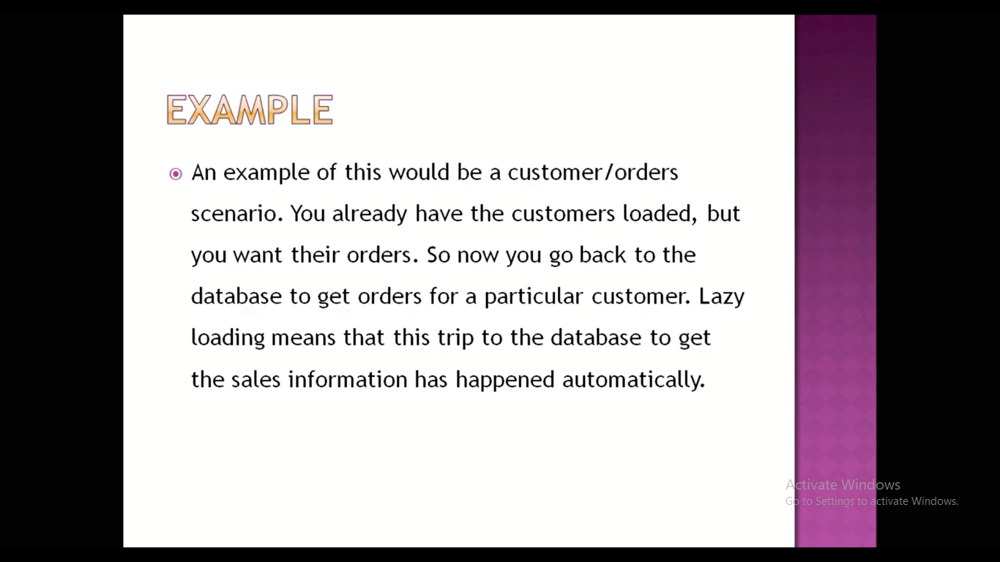 EXAMPLE
An example of this would be a customer/orders
scenario. You already have the customers loaded, but
you want their orders. So now you go back to the
database to get orders for a particular customer. Lazy
loading means that this trip to the database to get
the sales information has happened automatically.
Activate Windows
Go to Settings to activate Windows.